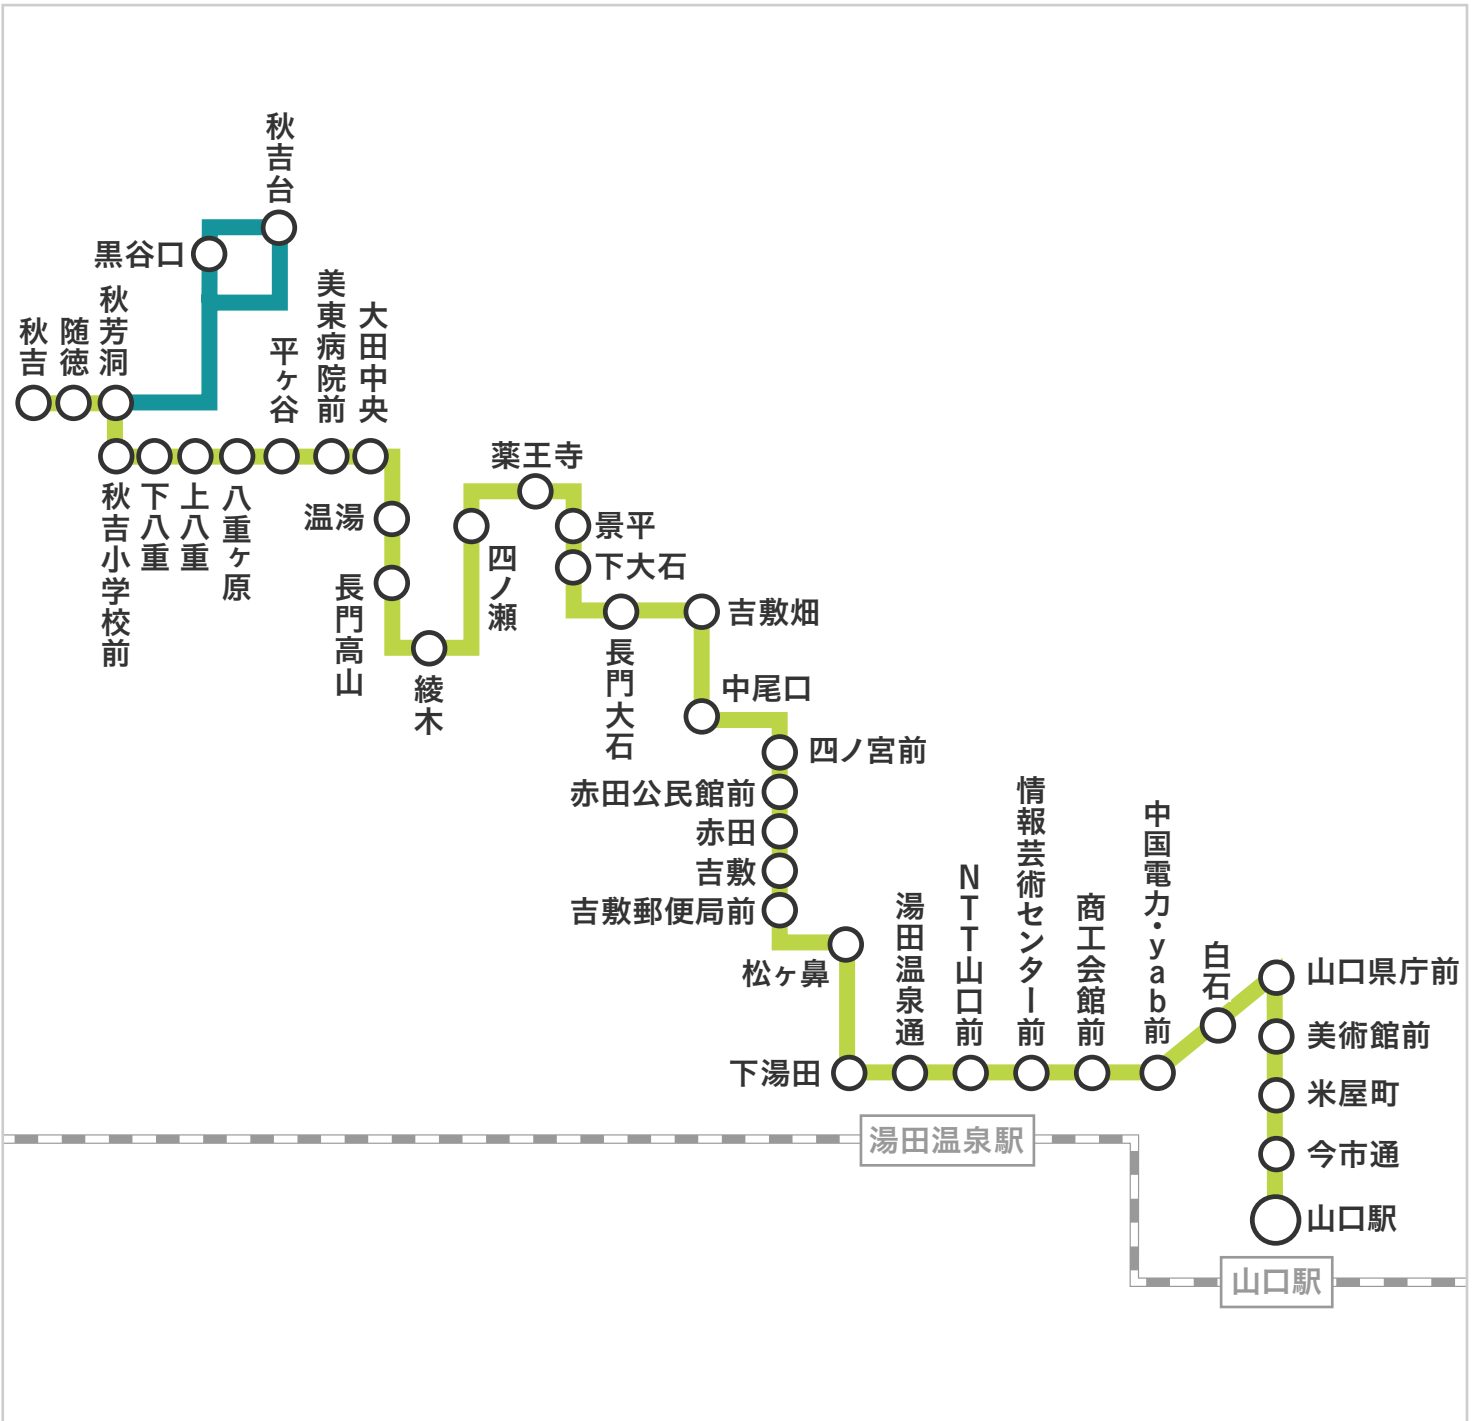 秋吉台
黒谷口
秋吉
随徳
秋芳洞
平ヶ谷
美東病院前
大田中央
秋吉小学校前
下八重
上八重
八重ヶ原
温湯
長門高山
綾木
四ノ瀬
薬王寺
景平
下大石
長門大石
吉敷畑
中尾口
四ノ宮前
赤田公民館前
赤田
吉敷
吉敷郵便局前
松ヶ鼻
下湯田
湯田温泉通
NTT山口前
情報芸術センター前
商工会館前
中国電力・yab前
白石
山口県庁前
美術館前
米屋町
今市通
山口駅
湯田温泉駅
山口駅